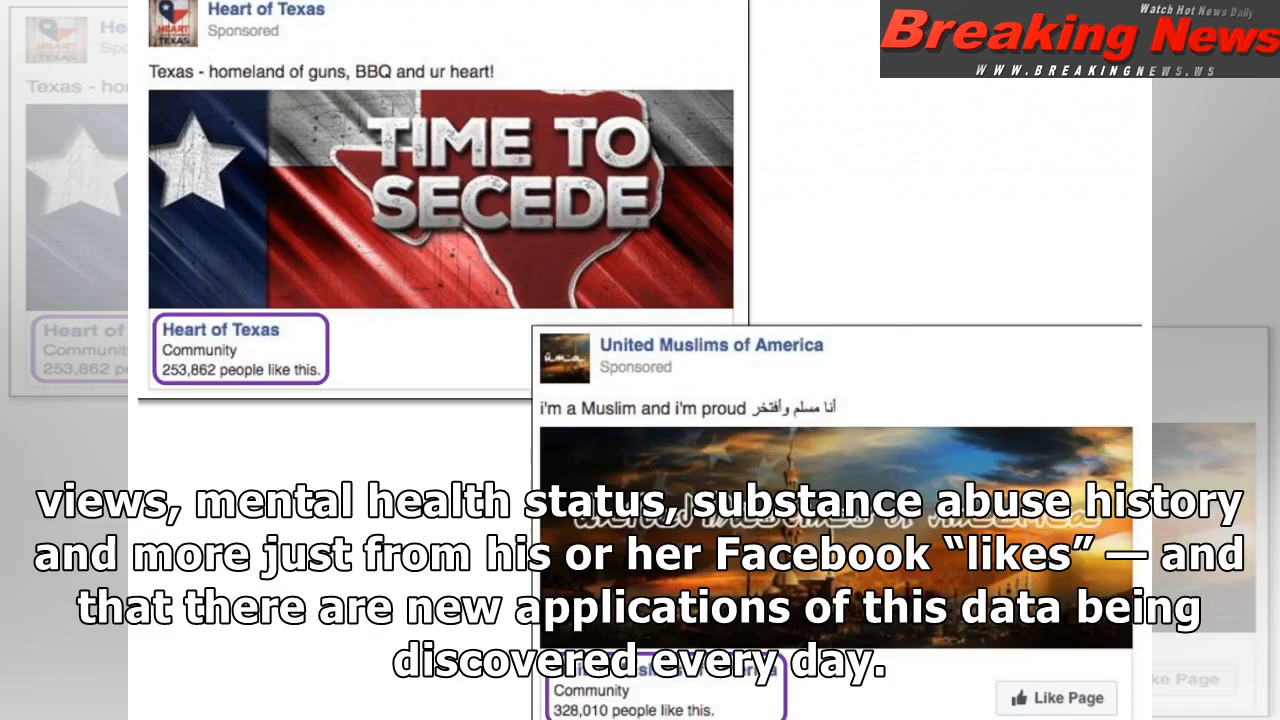 Heart of Texas
Sponsored
Texas - homeland of guns, BBQ and ur heart!
TIME TO
SECEDE
Heart of Texas
Community
253,862 people like this.
Watch Hot News Daily
Breaking News
WWW.BREAKINGNEWS.WS
United Muslims of America
Sponsored
i'm a Muslim and i'm proud أنا مسلم وأفتخر
views, mental health status, substance abuse history
and more just from his or her Facebook “likes” — and
that there are new applications of this data being
discovered every day.
Community
328,010 people like this.
Like Page